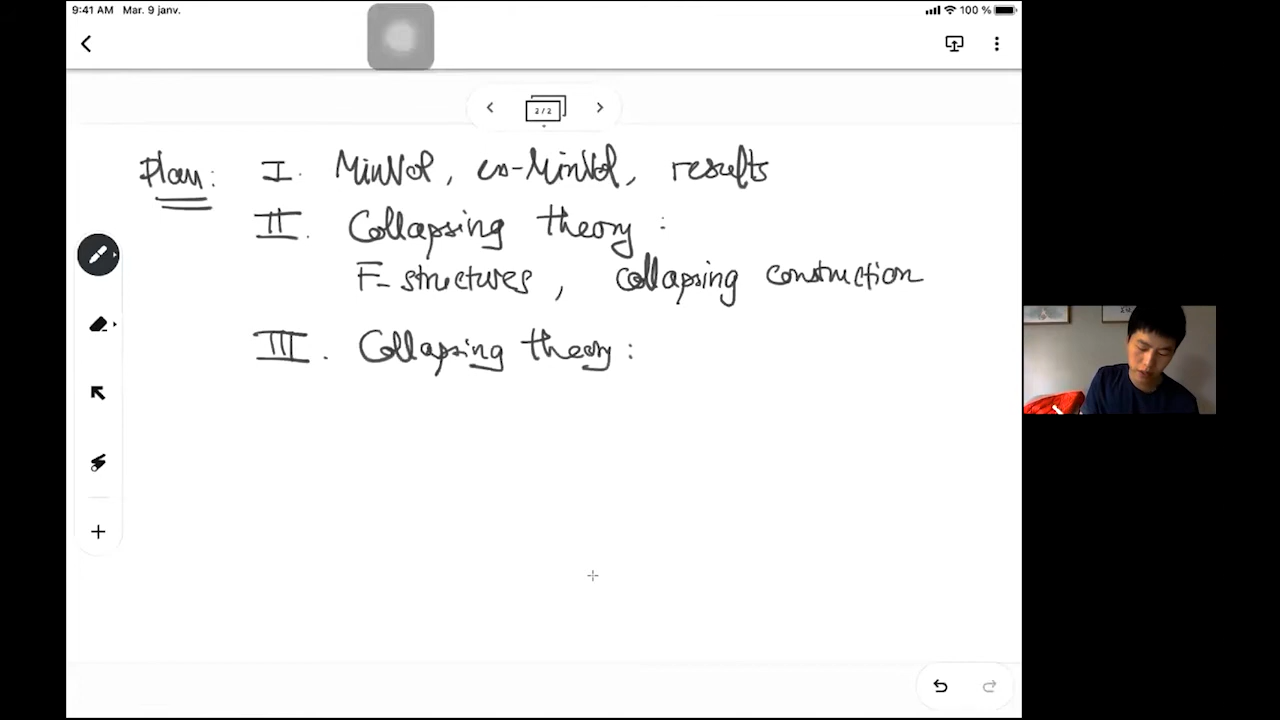 9:41 AM Mar. 9 janv.
100 %
2/2
Plan: I. MinVol, ess-MinVol, results
II. Collapsing theory:
F-structures, collapsing construction
III. Collapsing theory: